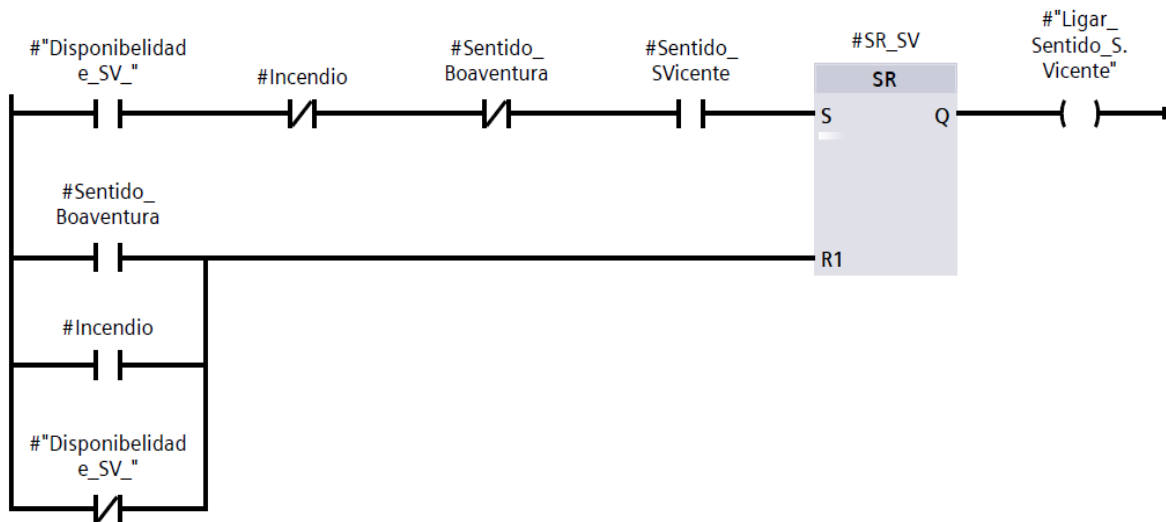 #"Disponibelidad
e_SV_"
#Incendio
#Sentido_
Boaventura
#Sentido_
SVicente
#SR_SV
#"Ligar_
Sentido_S.
Vicente"
SR
S
Q
#Sentido_
Boaventura
R1
#Incendio
#"Disponibelidad
e_SV_"